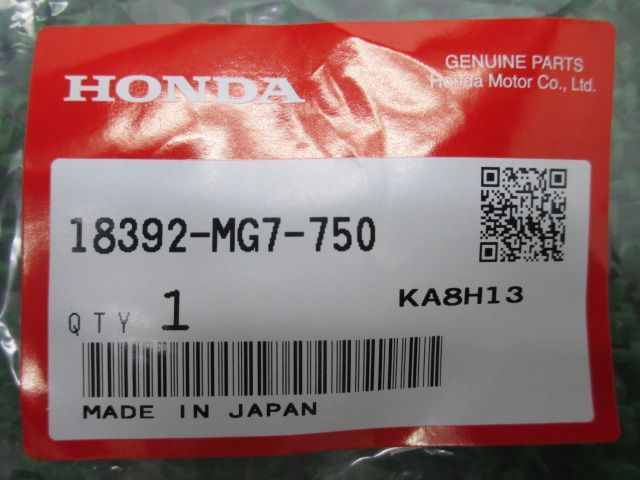 HONDA
GENUINE PARTS
Honda Motor Co., Ltd.
18392-MG7-750
KA8H13
QTY 1
MADE IN JAPAN